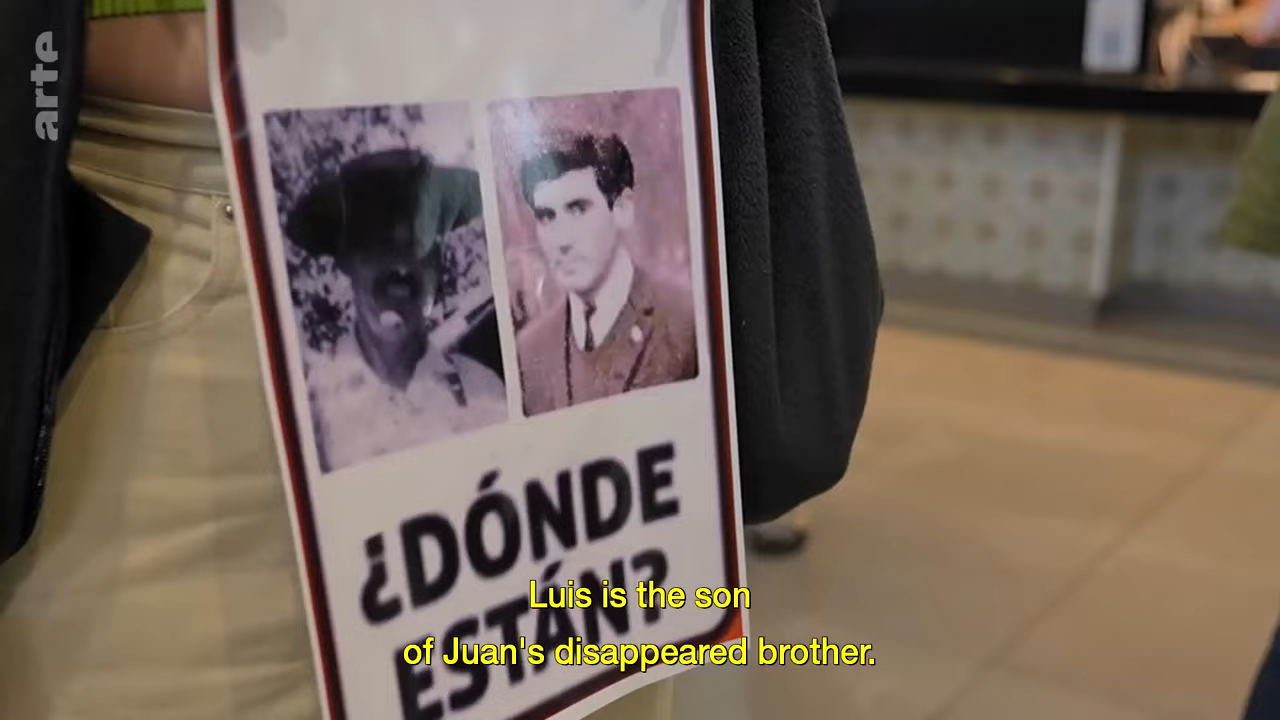 arte
¿DÓNDE
ESTÁN?
Luis is the son
of Juan's disappeared brother.